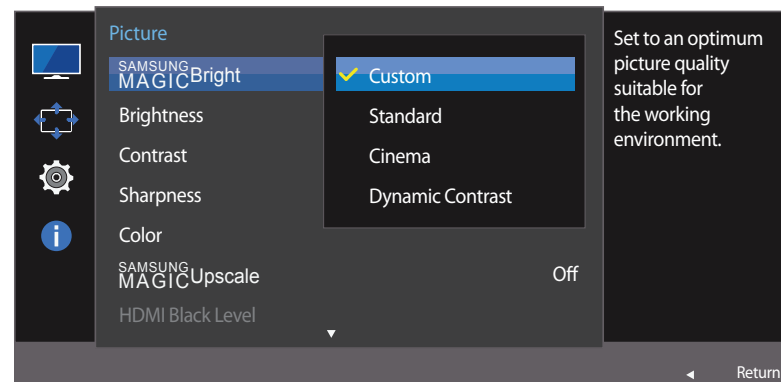 Picture
SAMSUNG
MAGIC Bright
Brightness
Contrast
Sharpness
Color
SAMSUNG
MAGIC Upscale
Off
HDMI Black Level
Custom
Standard
Cinema
Dynamic Contrast
Set to an optimum
picture quality
suitable for
the working
environment.
Return